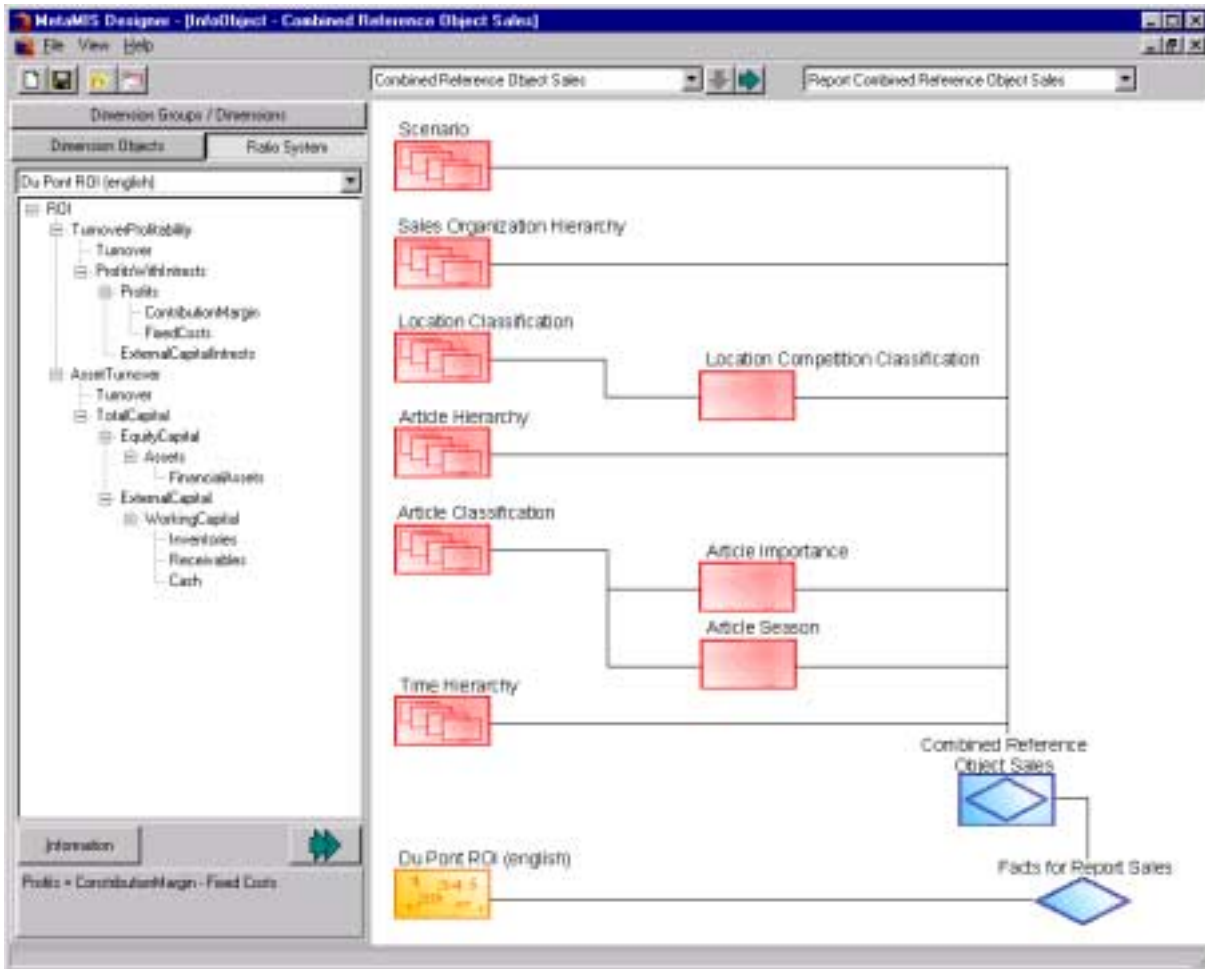 MetaMIS Designer - [InfoObject - Combined Reference Object Sales]
File View Help
Combined Reference Object Sales
Report Combined Reference Object Sales
Dimension Groups / Dimensions
Dimension Objects
Ratio System
Du Pont ROI (english)
ROI
TurnoverProfitability
Turnover
ProfitsWithIntrests
Profits
ContributionMargin
FixedCosts
ExternalCapitalIntrests
AssetTurnover
Turnover
TotalCapital
EquityCapital
Assets
FinancialAssets
ExternalCapital
WorkingCapital
Inventories
Receivables
Cash
Information
Profits = ContributionMargin - Fixed Costs
Scenario
Sales Organization Hierarchy
Location Classification
Location Competition Classification
Article Hierarchy
Article Classification
Article Importance
Article Season
Time Hierarchy
Combined Reference
Object Sales
Du Pont ROI (english)
Facts for Report Sales